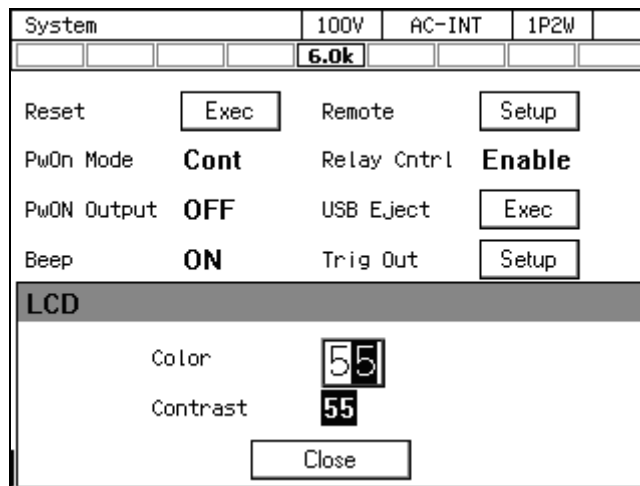 System 100V AC-INT 1P2W
6.0k
Reset Exec Remote Setup
PwOn Mode Cont Relay Cntrl Enable
PwON Output OFF USB Eject Exec
Beep ON Trig Out Setup
LCD
Color 55
Contrast 55
Close